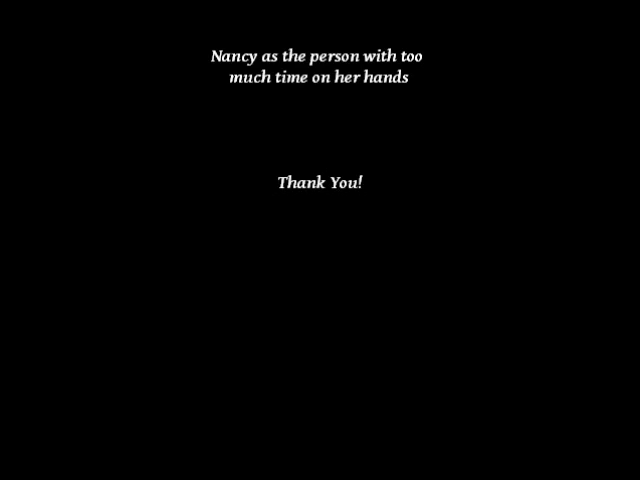 Nancy as the person with too
much time on her hands
Thank You!